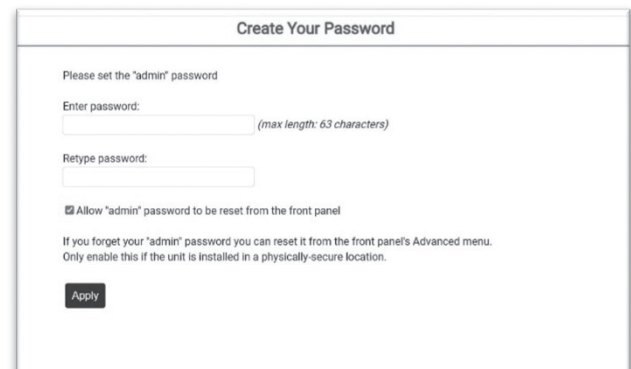 Create Your Password
Please set the "admin" password
Enter password:
(max length: 63 characters)
Retype password:
Allow "admin" password to be reset from the front panel
If you forget your "admin" password you can reset it from the front panel's Advanced menu.
Only enable this if the unit is installed in a physically-secure location.
Apply